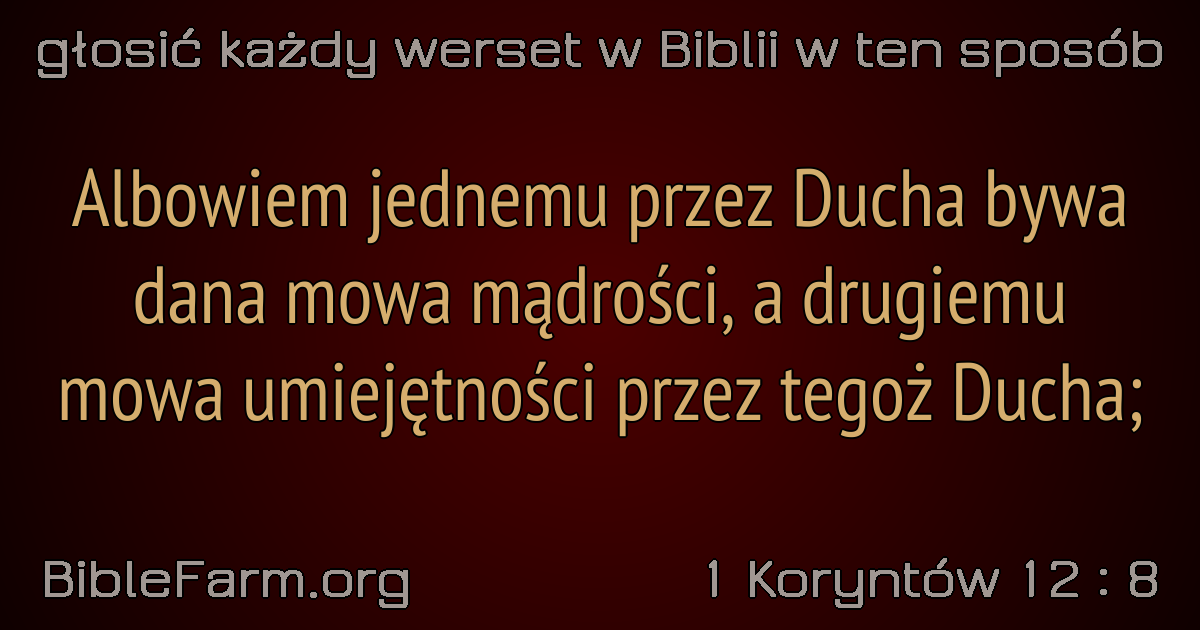 głosić każdy werset w Biblii w ten sposób
Albowiem jednemu przez Ducha bywa
dana mowa mądrości, a drugiemu
mowa umiejętności przez tegoż Ducha;
BibleFarm.org
1 Koryntów 12 : 8